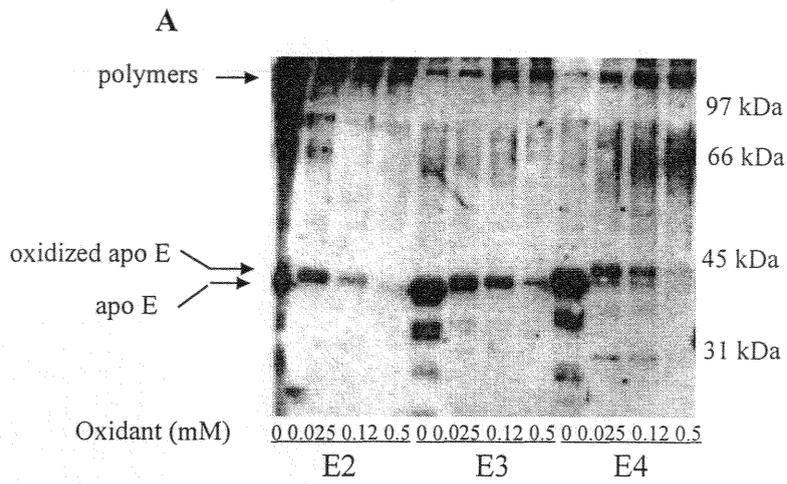 A
polymers
97 kDa
66 kDa
oxidized apo E
45 kDa
apo E
31 kDa
Oxidant (mM) 0 0.025 0.12 0.5 0 0.025 0.12 0.5 0 0.025 0.12 0.5
E2 E3 E4